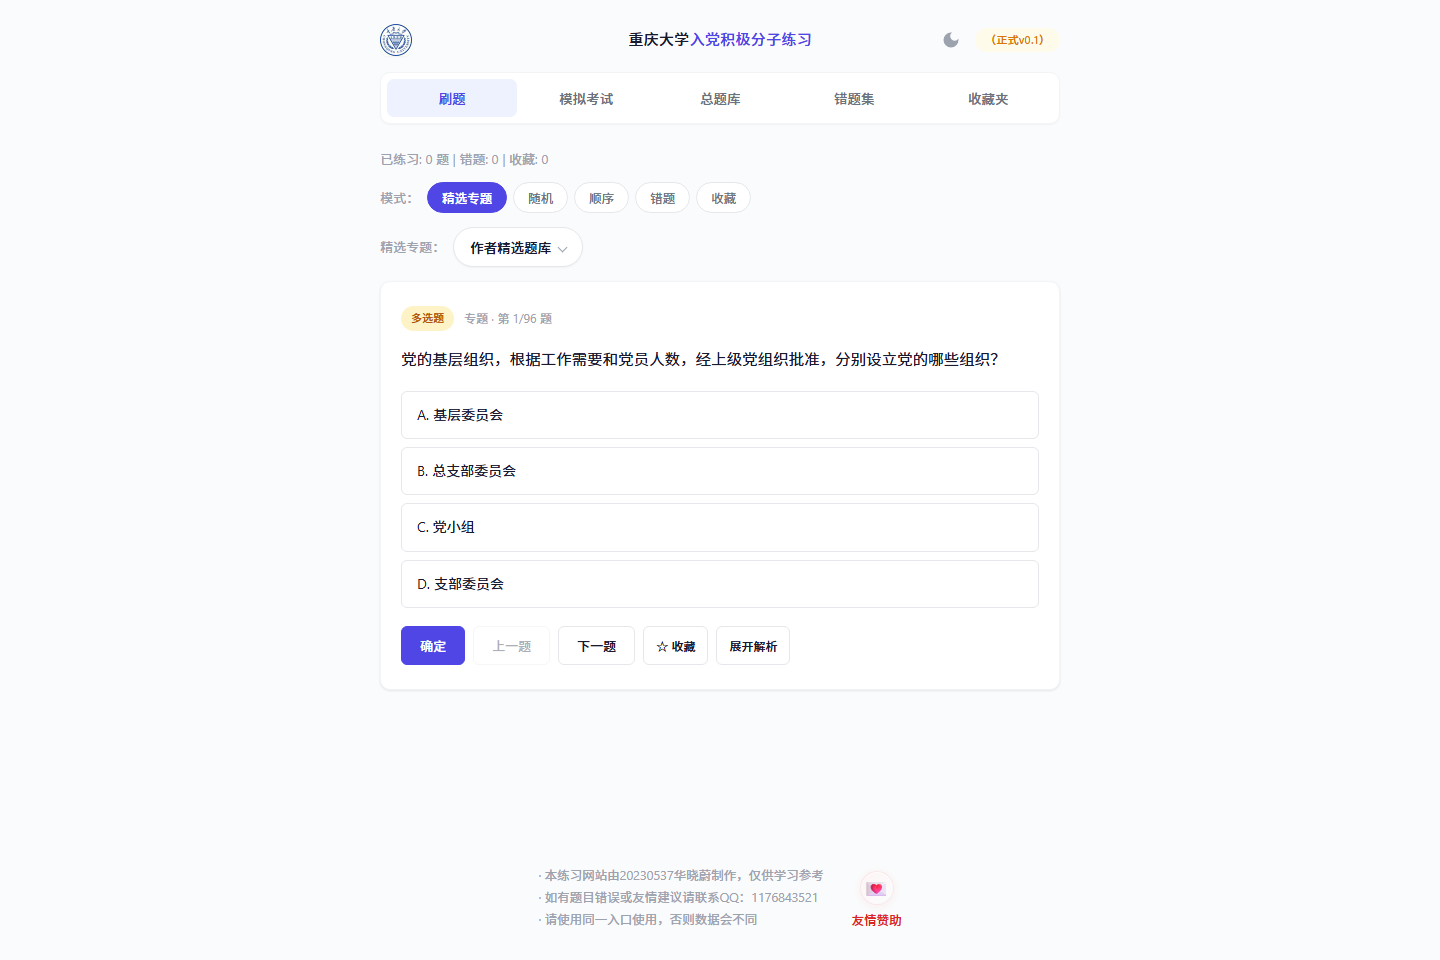 重庆大学入党积极分子练习
（正式v0.1）
刷题 模拟考试 总题库 错题集 收藏夹
已练习: 0 题 | 错题: 0 | 收藏: 0
模式： 精选专题 随机 顺序 错题 收藏
精选专题： 作者精选题库
多选题 专题 · 第 1/96 题
党的基层组织，根据工作需要和党员人数，经上级党组织批准，分别设立党的哪些组织？
A. 基层委员会
B. 总支部委员会
C. 党小组
D. 支部委员会
确定 上一题 下一题 ☆ 收藏 展开解析
· 本练习网站由20230537华晓蔚制作，仅供学习参考
· 如有题目错误或友情建议请联系QQ：1176843521
· 请使用同一入口使用，否则数据会不同
友情赞助